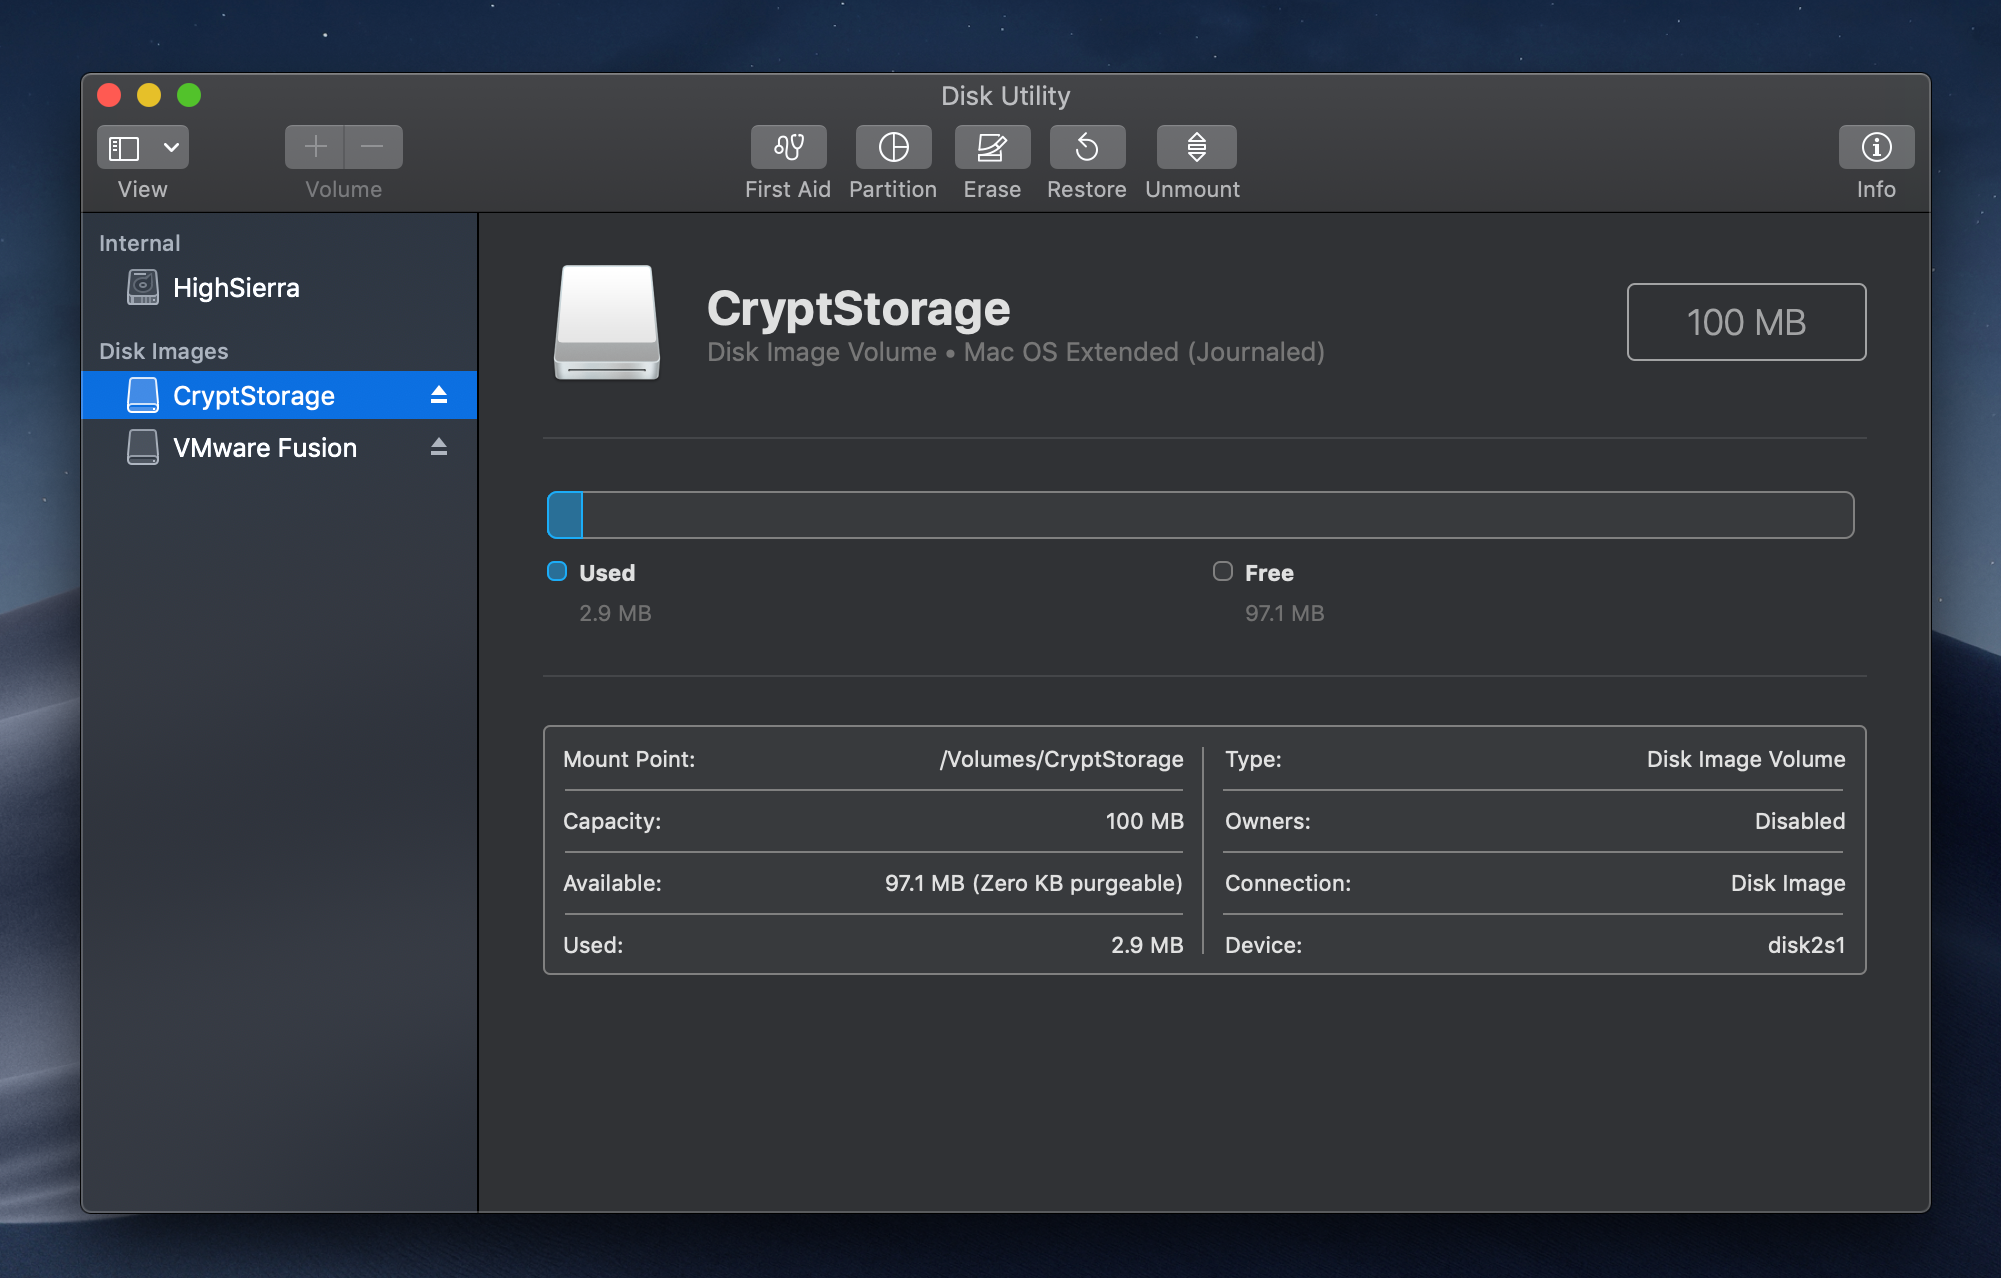 Disk Utility
View
Volume
First Aid
Partition
Erase
Restore
Unmount
Info
Internal
HighSierra
Disk Images
CryptStorage
VMware Fusion
CryptStorage
Disk Image Volume • Mac OS Extended (Journaled)
100 MB
Used
2.9 MB
Free
97.1 MB
Mount Point: /Volumes/CryptStorage
Capacity: 100 MB
Available: 97.1 MB (Zero KB purgeable)
Used: 2.9 MB
Type: Disk Image Volume
Owners: Disabled
Connection: Disk Image
Device: disk2s1